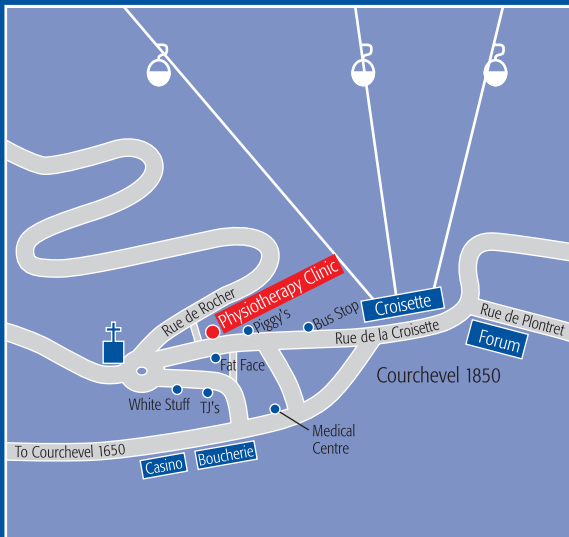 Rue de Rocher
Physiotherapy Clinic
Piggy's
Bus Stop
Croisette
Rue de la Croisette
Rue de Plontret
Forum
Fat Face
Courchevel 1850
White Stuff
TJ's
Medical
Centre
To Courchevel 1650
Casino
Boucherie